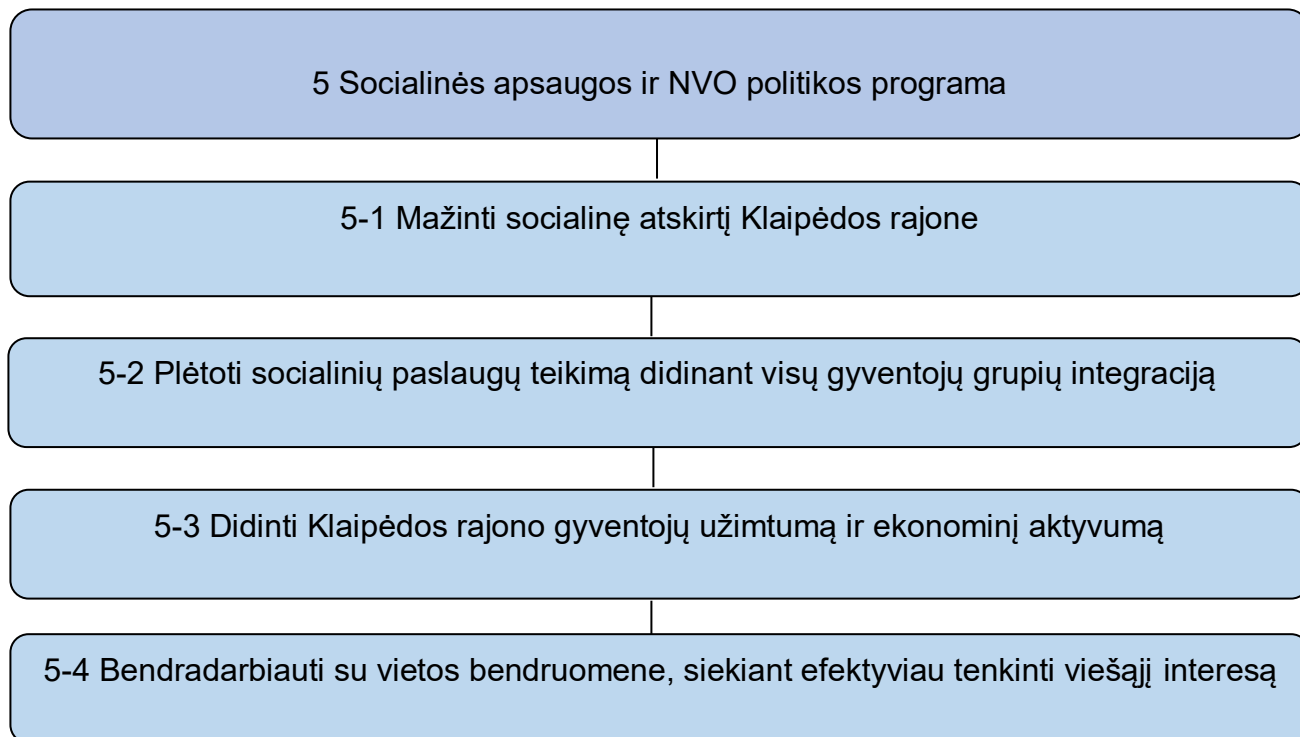 5 Socialinės apsaugos ir NVO politikos programa
5-1 Mažinti socialinę atskirtį Klaipėdos rajone
5-2 Plėtoti socialinių paslaugų teikimą didinant visų gyventojų grupių integraciją
5-3 Didinti Klaipėdos rajono gyventojų užimtumą ir ekonominį aktyvumą
5-4 Bendradarbiauti su vietos bendruomene, siekiant efektyviau tenkinti viešąjį interesą